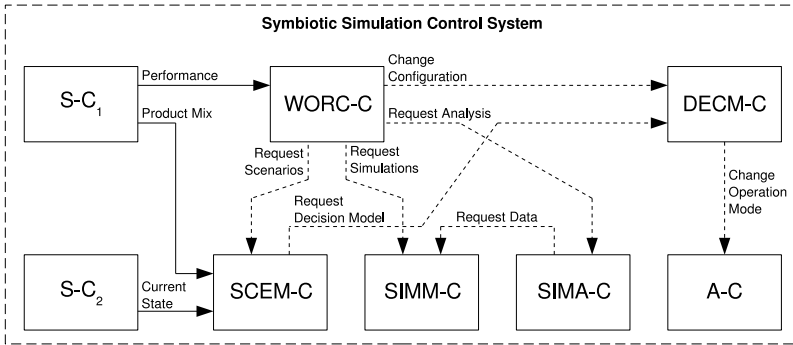 Symbiotic Simulation Control System
S-C₁
Performance
Product Mix
WORC-C
Change
Configuration
Request Analysis
DECM-C
Request
Scenarios
Request
Simulations
Change
Operation
Mode
Request
Decision Model
Request Data
S-C₂
Current
State
SCEM-C
SIMM-C
SIMA-C
A-C